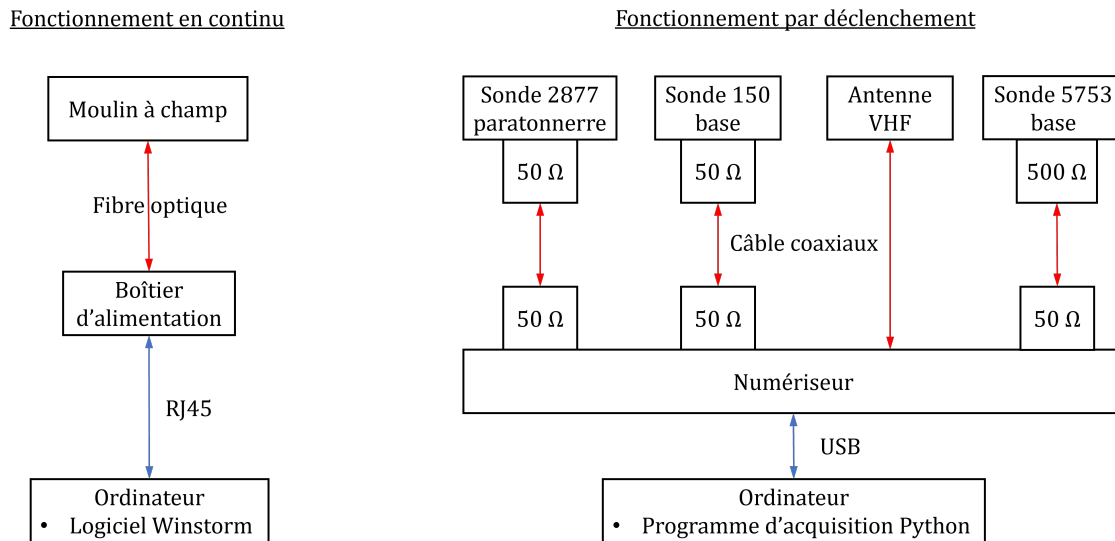 Fonctionnement en continu
Moulin à champ
Fibre optique
Boîtier
d'alimentation
RJ45
Ordinateur
• Logiciel Winstorm
Fonctionnement par déclenchement
Sonde 2877
paratonnerre
50 Ω
Sonde 150
base
50 Ω
Antenne
VHF
Sonde 5753
base
500 Ω
Câble coaxiaux
50 Ω
50 Ω
50 Ω
Numériseur
USB
Ordinateur
• Programme d'acquisition Python